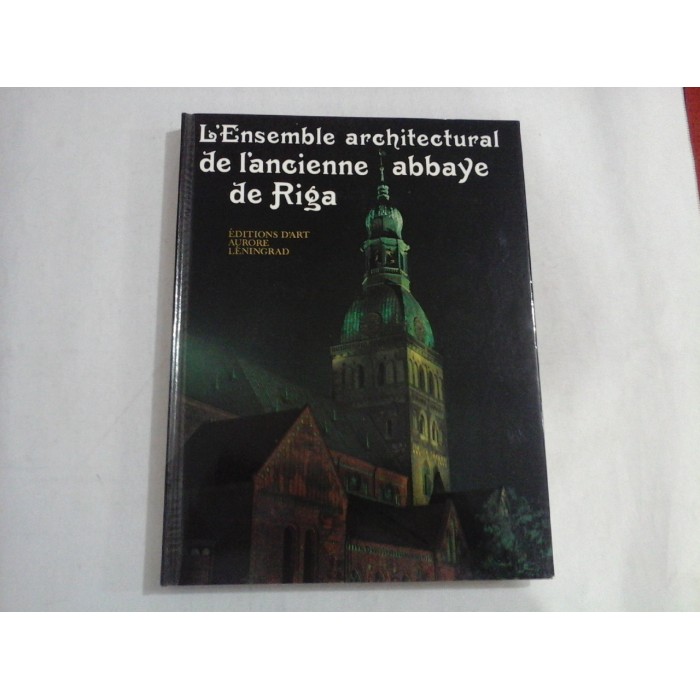 L'Ensemble architectural
de l'ancienne abbaye
de Riga
ÉDITIONS D'ART
AURORE
LÉNINGRAD